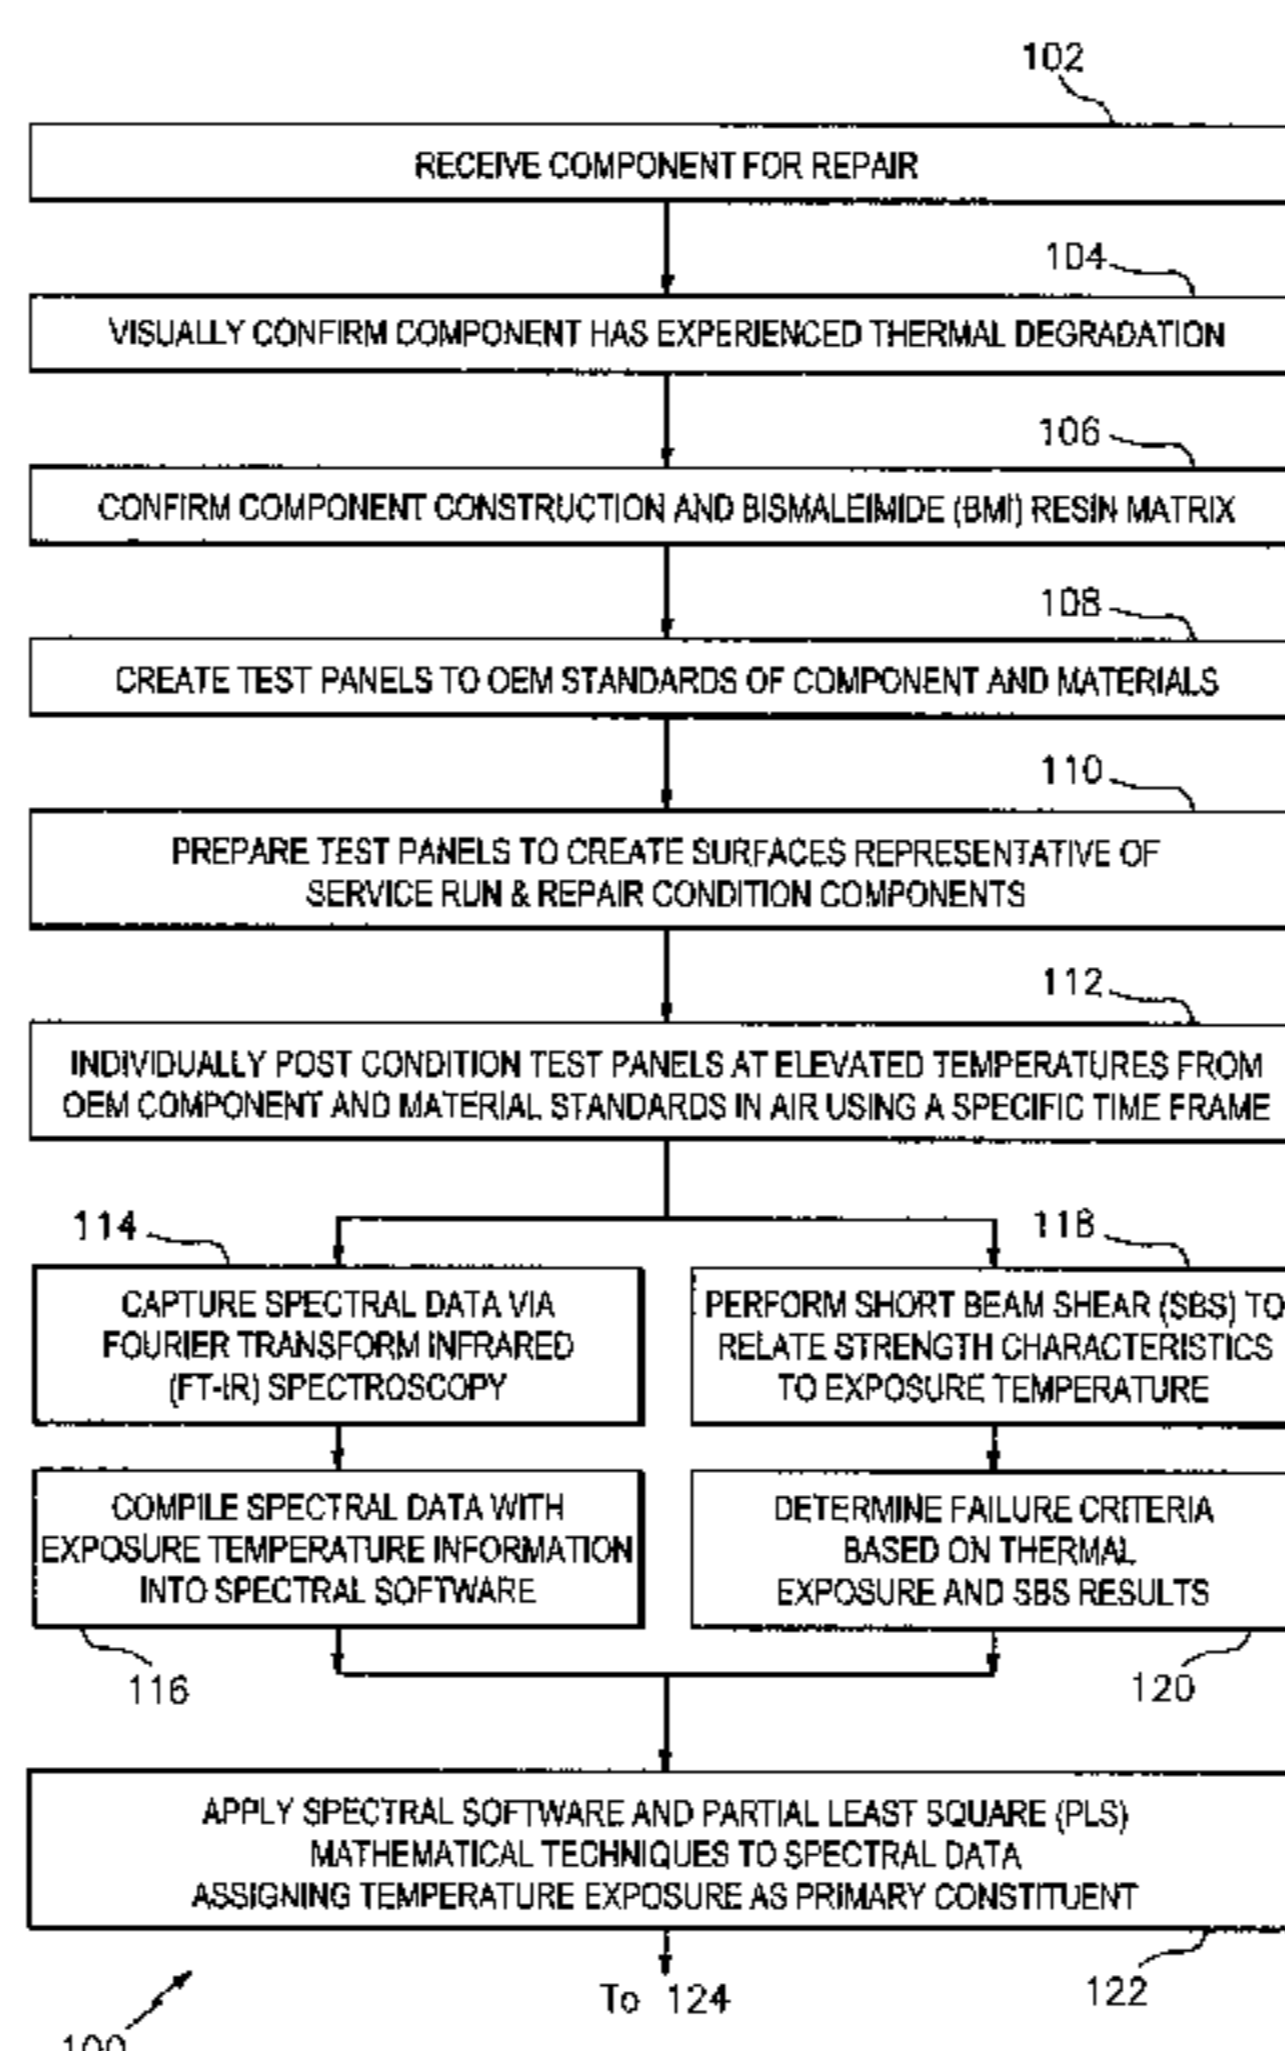 102
RECEIVE COMPONENT FOR REPAIR
104
VISUALLY CONFIRM COMPONENT HAS EXPERIENCED THERMAL DEGRADATION
106
CONFIRM COMPONENT CONSTRUCTION AND BISMALEIMIDE (BMI) RESIN MATRIX
108
CREATE TEST PANELS TO OEM STANDARDS OF COMPONENT AND MATERIALS
110
PREPARE TEST PANELS TO CREATE SURFACES REPRESENTATIVE OF
SERVICE RUN & REPAIR CONDITION COMPONENTS
112
INDIVIDUALLY POST CONDITION TEST PANELS AT ELEVATED TEMPERATURES FROM
OEM COMPONENT AND MATERIAL STANDARDS IN AIR USING A SPECIFIC TIME FRAME
114
CAPTURE SPECTRAL DATA VIA
FOURIER TRANSFORM INFRARED
(FT-IR) SPECTROSCOPY
118
PERFORM SHORT BEAM SHEAR (SBS) TO
RELATE STRENGTH CHARACTERISTICS
TO EXPOSURE TEMPERATURE
COMPILE SPECTRAL DATA WITH
EXPOSURE TEMPERATURE INFORMATION
INTO SPECTRAL SOFTWARE
116
DETERMINE FAILURE CRITERIA
BASED ON THERMAL
EXPOSURE AND SBS RESULTS
120
APPLY SPECTRAL SOFTWARE AND PARTIAL LEAST SQUARE (PLS)
MATHEMATICAL TECHNIQUES TO SPECTRAL DATA
ASSIGNING TEMPERATURE EXPOSURE AS PRIMARY CONSTITUENT
122
To 124
100